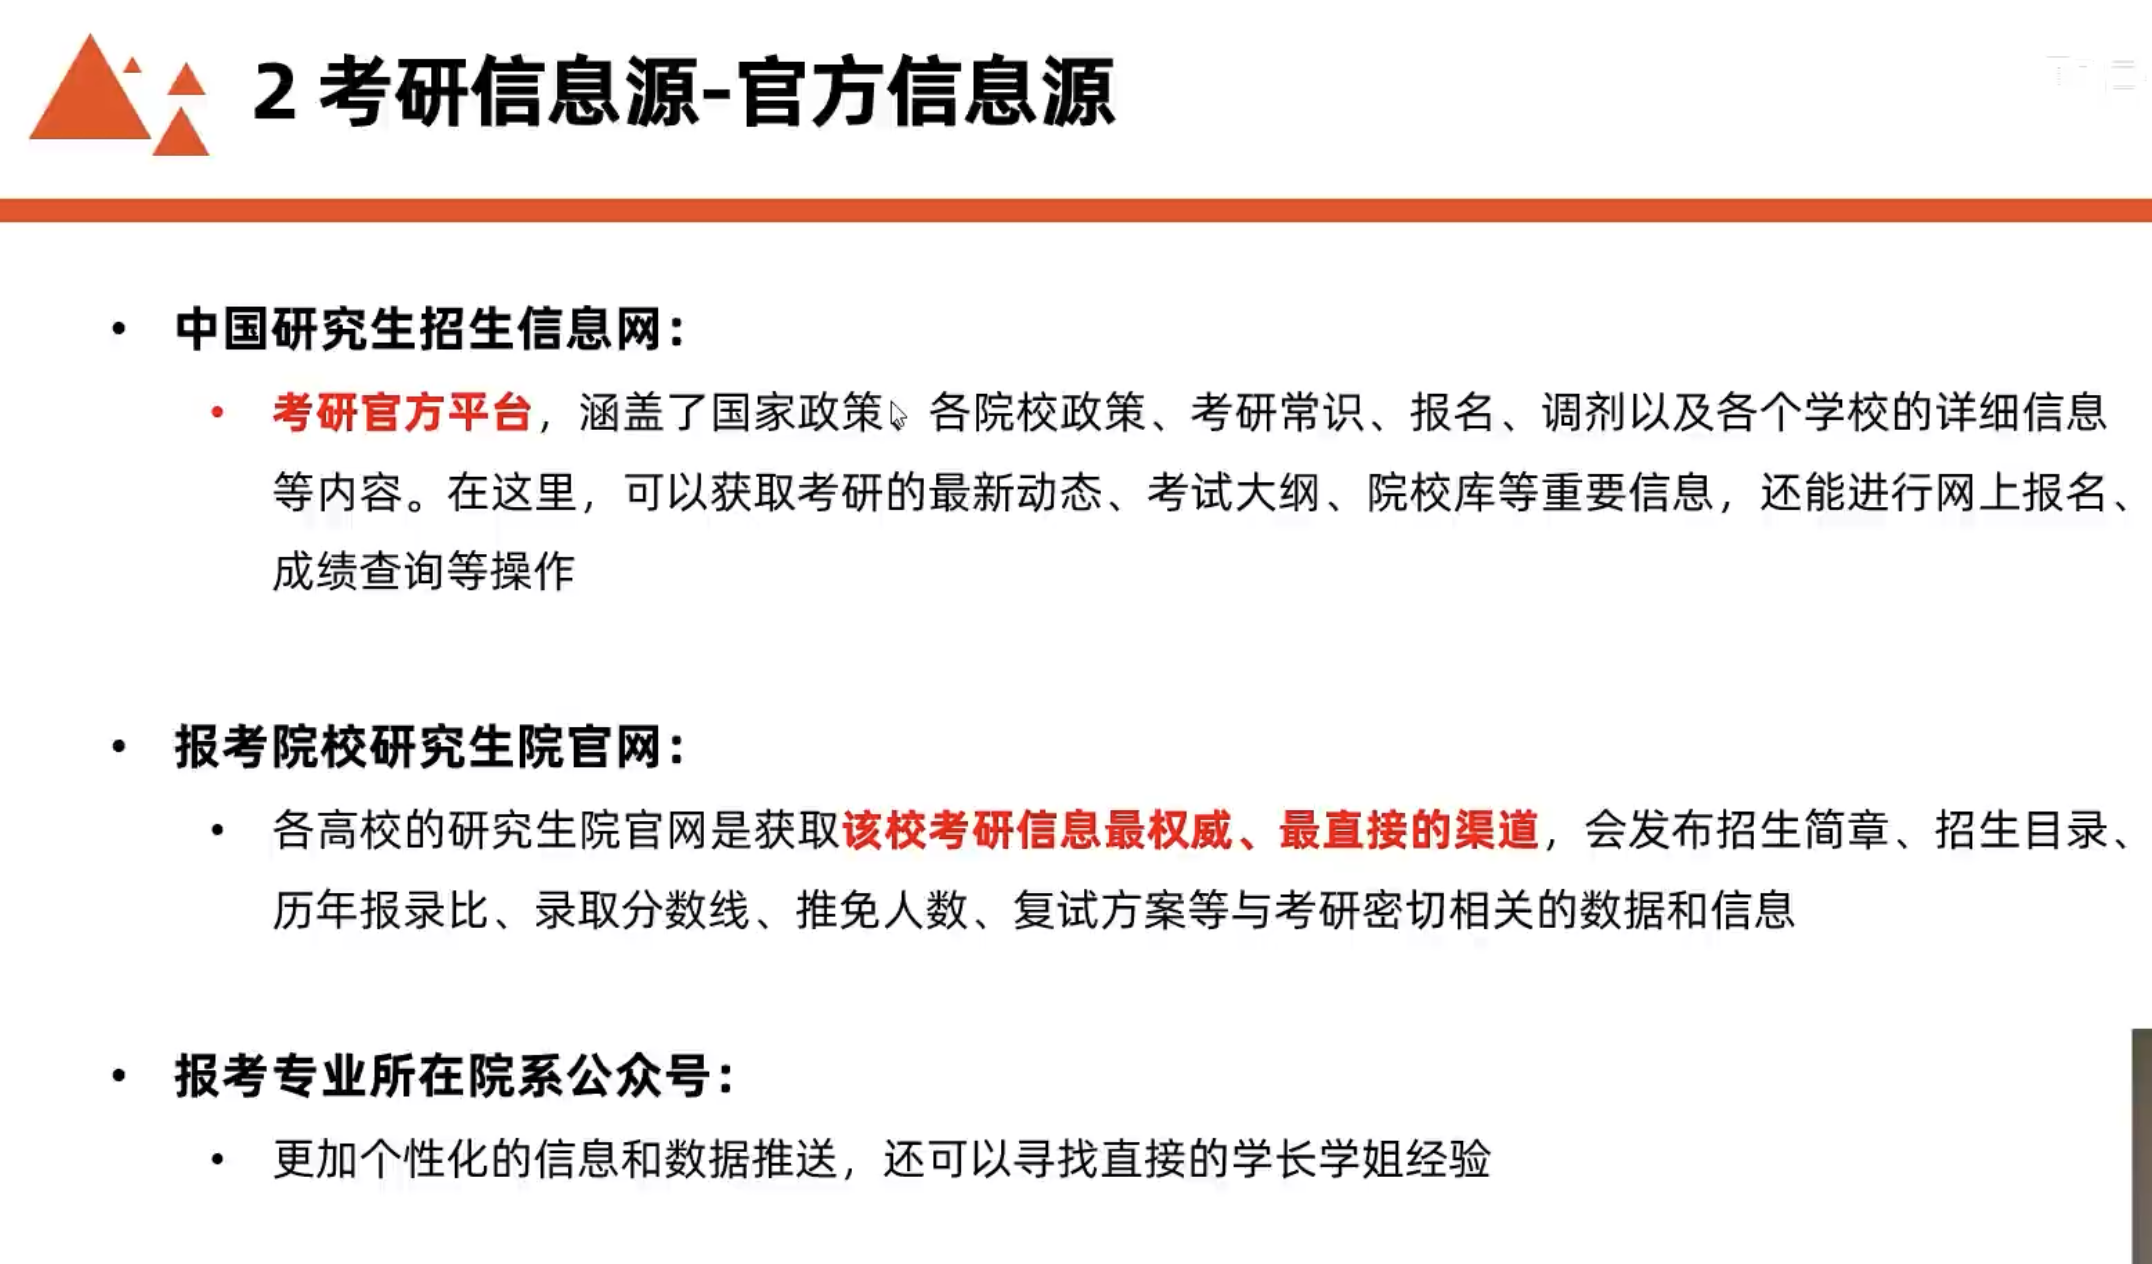 2 考研信息源-官方信息源
• 中国研究生招生信息网：
• 考研官方平台，涵盖了国家政策 各院校政策、考研常识、报名、调剂以及各个学校的详细信息
等内容。在这里，可以获取考研的最新动态、考试大纲、院校库等重要信息，还能进行网上报名、
成绩查询等操作
• 报考院校研究生院官网：
• 各高校的研究生院官网是获取该校考研信息最权威、最直接的渠道，会发布招生简章、招生目录、
历年报录比、录取分数线、推免人数、复试方案等与考研密切相关的数据和信息
• 报考专业所在院系公众号：
• 更加个性化的信息和数据推送，还可以寻找直接的学长学姐经验